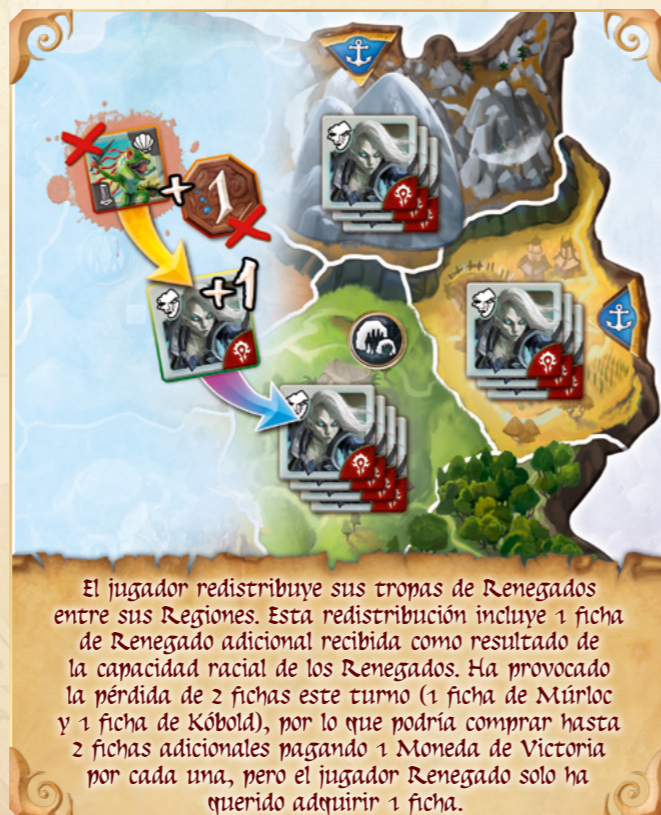 + 1
+1
El jugador redistribuye sus tropas de Renegados
entre sus Regiones. Esta redistribución incluye 1 ficha
de Renegado adicional recibida como resultado de
la capacidad racial de los Renegados. Ha provocado
la pérdida de 2 fichas este turno (1 ficha de Múrloc
y 1 ficha de Kóbold), por lo que podría comprar hasta
2 fichas adicionales pagando 1 Moneda de Victoria
por cada una, pero el jugador Renegado solo ha
querido adquirir 1 ficha.